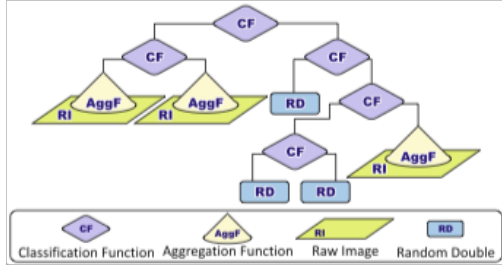 CF
CF CF
AggF AggF RD CF
RI RI
CF AggF
RI
RD RD
CF AggF RI RD
Classification Function Aggregation Function Raw Image Random Double